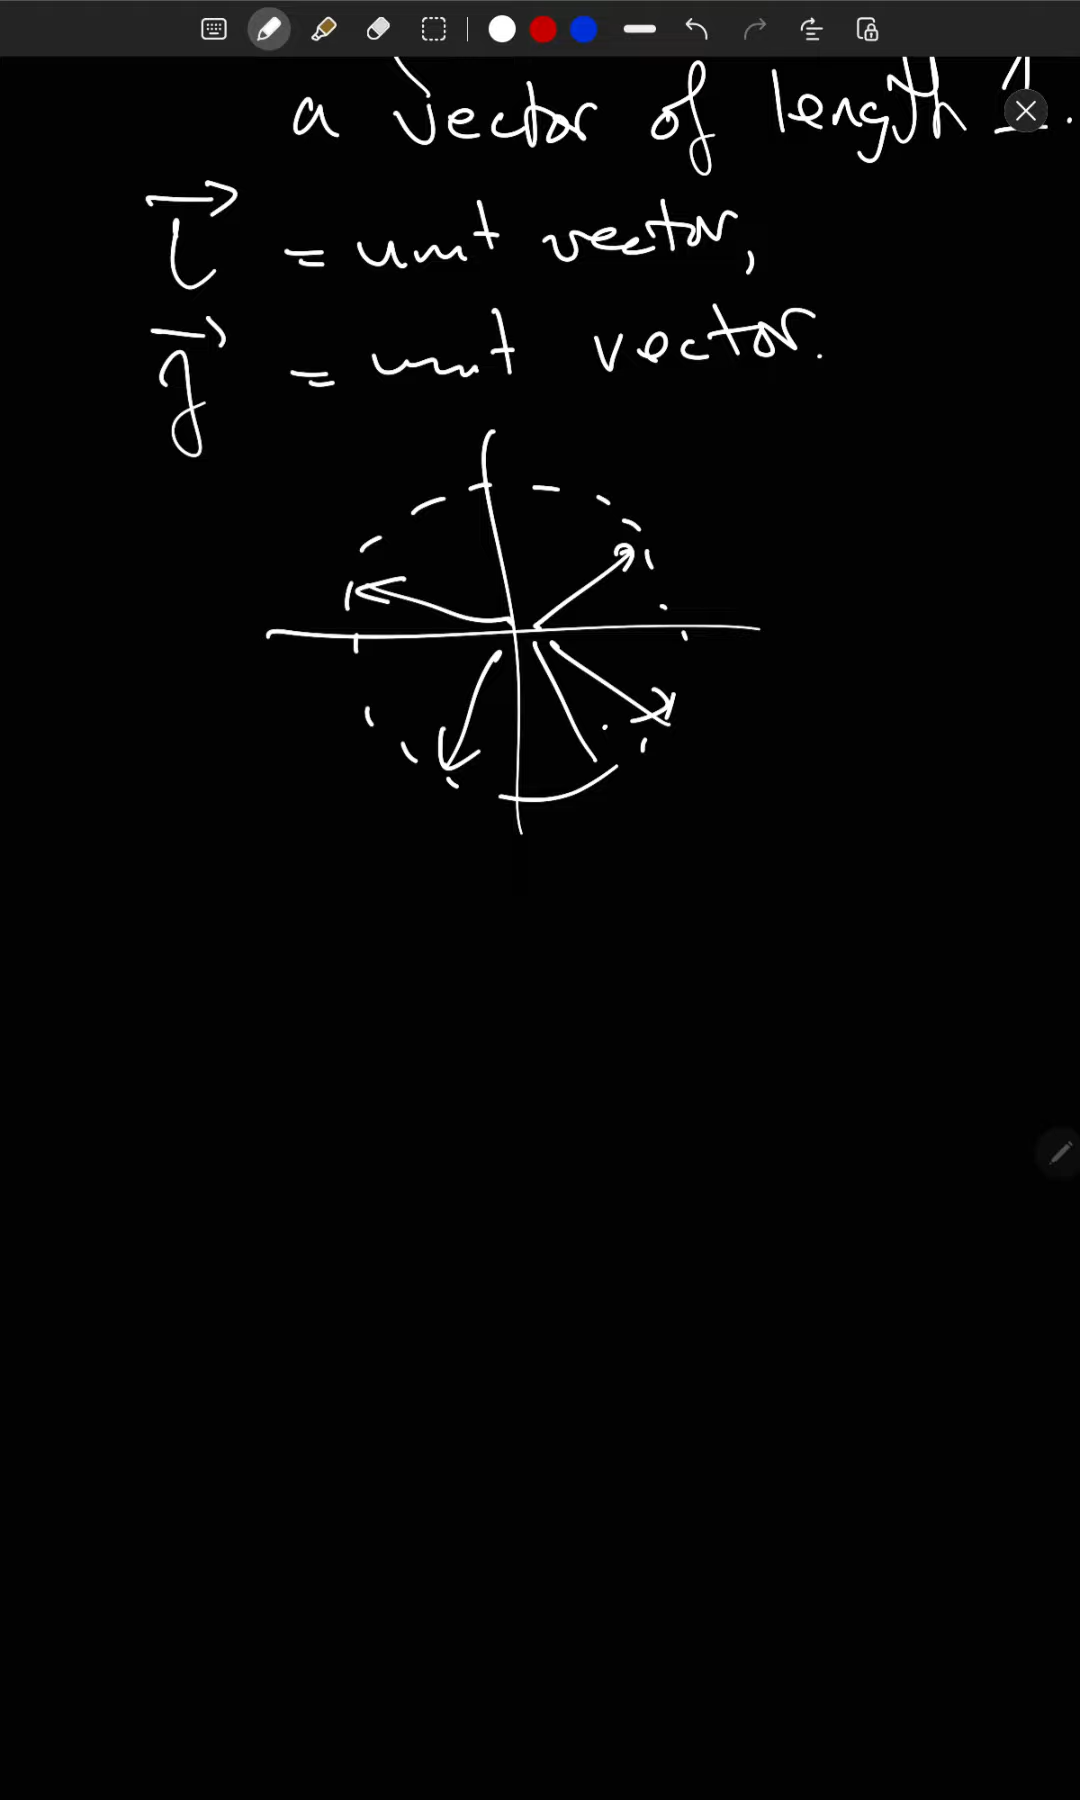 a vector of length 1.
i = unit vector,
j = unit vector.